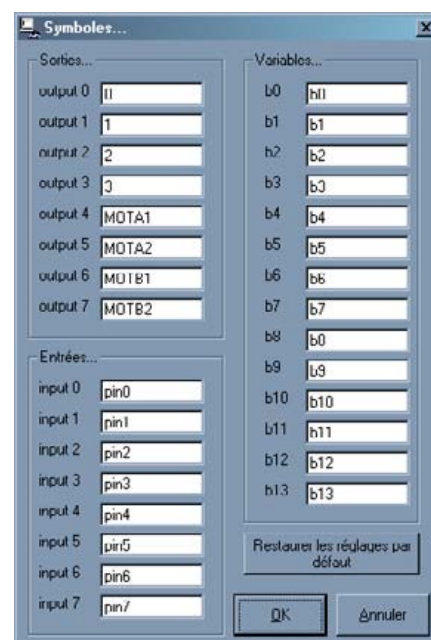 Symboles...
Sorties...
output 0 0
output 1 1
output 2 2
output 3 3
output 4 MOTA1
output 5 MOTA2
output 6 MOTB1
output 7 MOTB2
Entrées...
input 0 pin0
input 1 pin1
input 2 pin2
input 3 pin3
input 4 pin4
input 5 pin5
input 6 pin6
input 7 pin7
Variables...
b0 b0
b1 b1
b2 b2
b3 b3
b4 b4
b5 b5
b6 b6
b7 b7
b8
b9 b9
b10 b10
b11 b11
b12 b12
b13 b13
Restaurer les réglages par
défaut
OK
Annuler